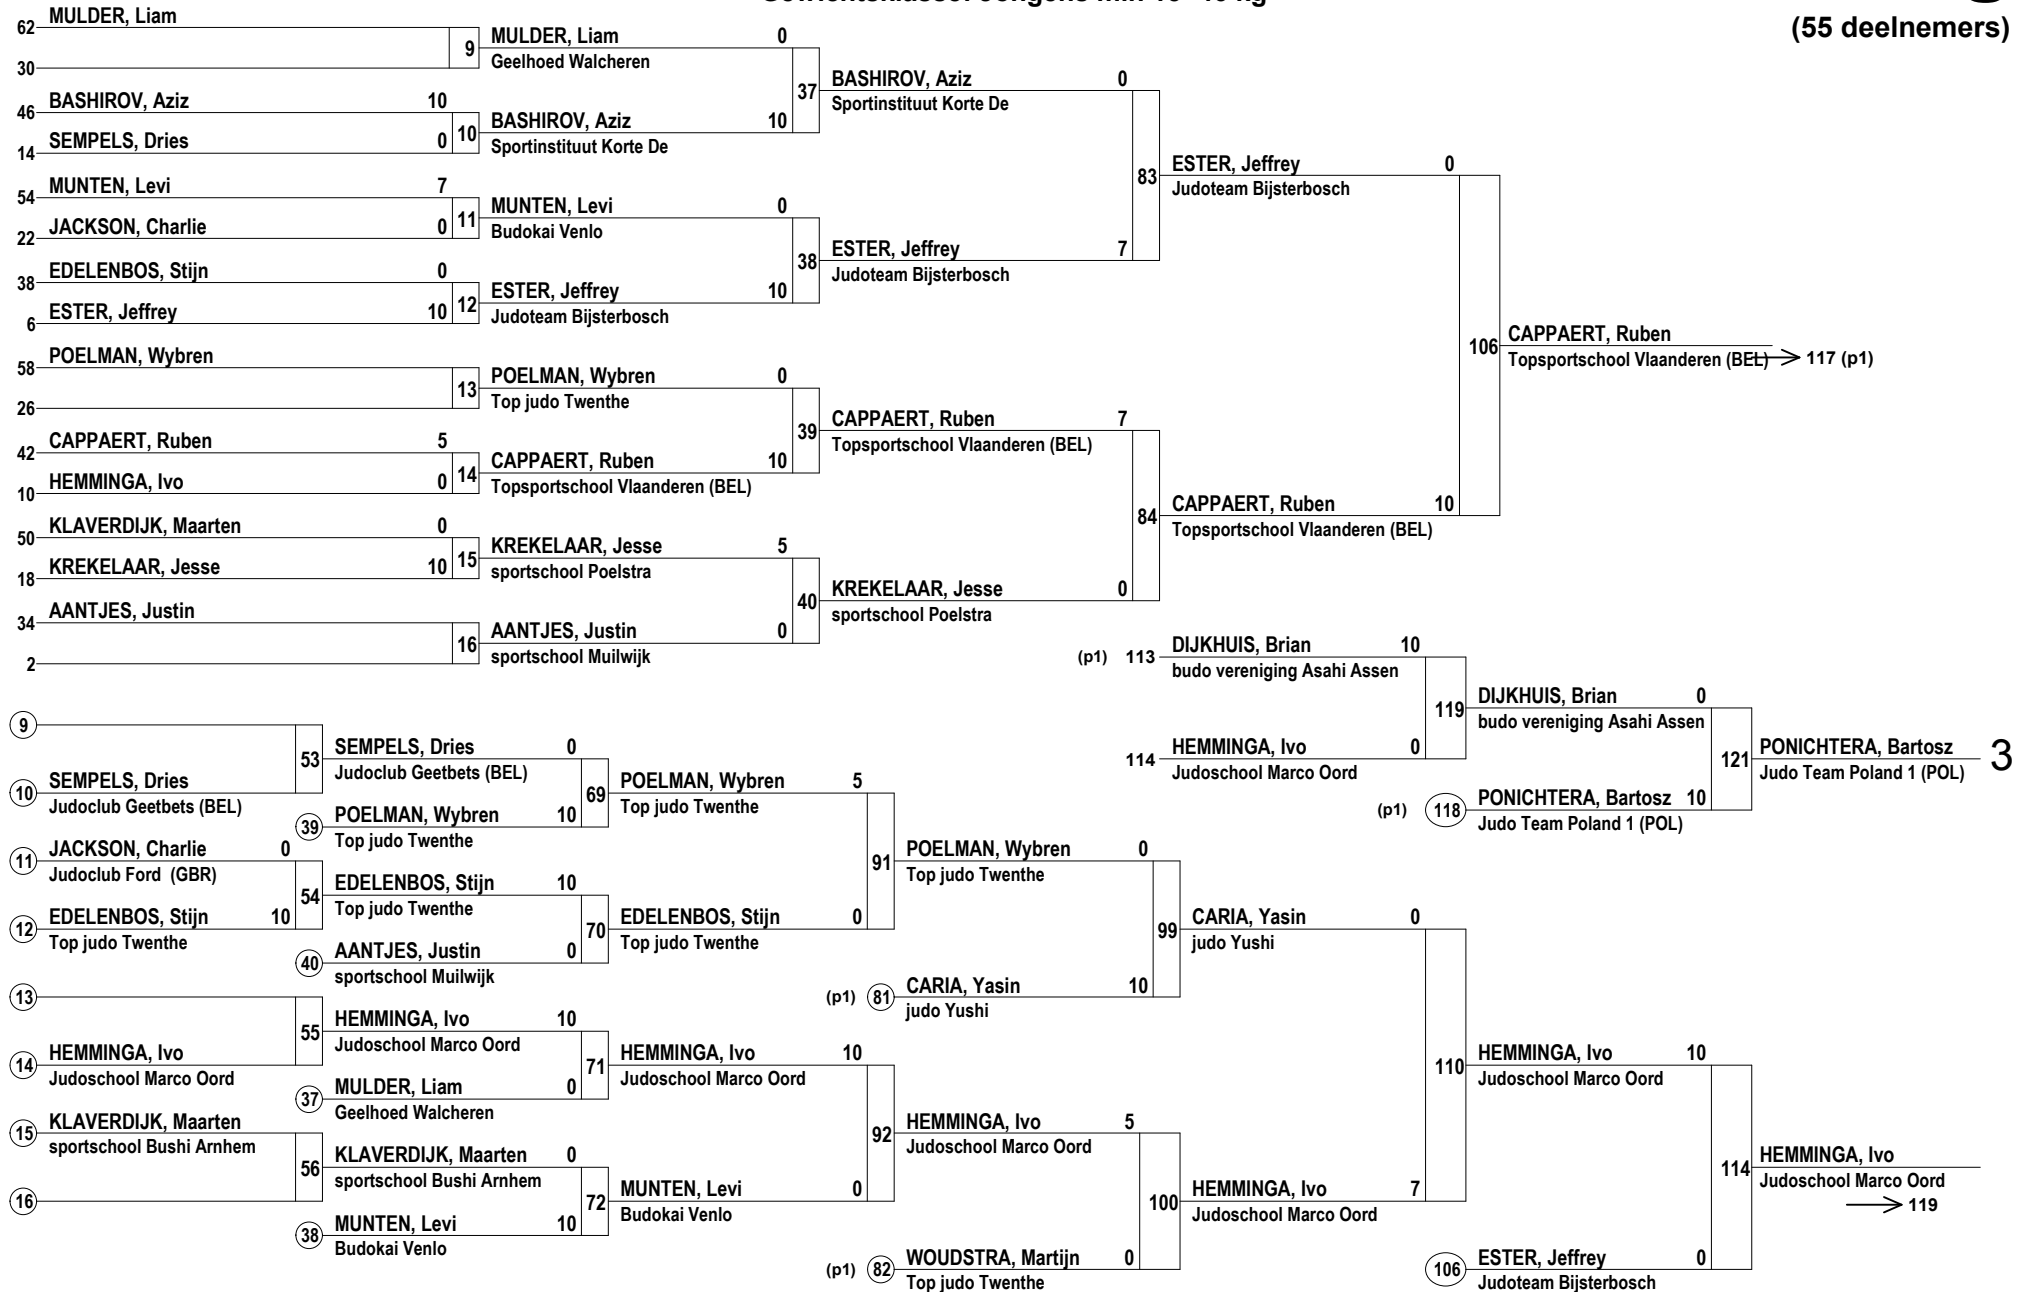 (55 deelnemers)
62 MULDER, Liam
30
9 MULDER, Liam 0
Geelhoed Walcheren
46 BASHIROV, Aziz 10
14 SEMPELS, Dries 0
10 BASHIROV, Aziz 10
Sportinstituut Korte De
37 BASHIROV, Aziz 0
Sportinstituut Korte De
54 MUNTEN, Levi 7
22 JACKSON, Charlie 0
11 MUNTEN, Levi 0
Budokai Venlo
38 EDELENBOS, Stijn 0
6 ESTER, Jeffrey 10
12 ESTER, Jeffrey 10
Judoteam Bijsterbosch
38 ESTER, Jeffrey 7
Judoteam Bijsterbosch
83 ESTER, Jeffrey 0
Judoteam Bijsterbosch
58 POELMAN, Wybren
26
13 POELMAN, Wybren 0
Top judo Twenthe
42 CAPPAERT, Ruben 5
10 HEMMINGA, Ivo 0
14 CAPPAERT, Ruben 10
Topsportschool Vlaanderen (BEL)
39 CAPPAERT, Ruben 7
Topsportschool Vlaanderen (BEL)
50 KLAVERDIJK, Maarten 0
18 KREKELAAR, Jesse 10
15 KREKELAAR, Jesse 5
sportschool Poelstra
34 AANTJES, Justin
2
16 AANTJES, Justin 0
sportschool Muilwijk
40 KREKELAAR, Jesse 0
sportschool Poelstra
84 CAPPAERT, Ruben 10
Topsportschool Vlaanderen (BEL)
106 CAPPAERT, Ruben
Topsportschool Vlaanderen (BEL) 117 (p1)
(p1) 113 DIJKHUIS, Brian 10
budo vereniging Asahi Assen
114 HEMMINGA, Ivo 0
Judoschool Marco Oord
119 DIJKHUIS, Brian 0
budo vereniging Asahi Assen
(p1) 118 PONICHTERA, Bartosz 10
Judo Team Poland 1 (POL)
121 PONICHTERA, Bartosz 3
Judo Team Poland 1 (POL)
9
10 SEMPELS, Dries
Judoclub Geetbets (BEL)
53 SEMPELS, Dries 0
Judoclub Geetbets (BEL)
39 POELMAN, Wybren 10
Top judo Twenthe
69 POELMAN, Wybren 5
Top judo Twenthe
11 JACKSON, Charlie 0
Judoclub Ford (GBR)
12 EDELENBOS, Stijn 10
Top judo Twenthe
54 EDELENBOS, Stijn 10
Top judo Twenthe
40 AANTJES, Justin 0
sportschool Muilwijk
70 EDELENBOS, Stijn 0
Top judo Twenthe
91 POELMAN, Wybren 0
Top judo Twenthe
(p1) 81 CARIA, Yasin 10
judo Yushi
99 CARIA, Yasin 0
judo Yushi
13
14 HEMMINGA, Ivo
Judoschool Marco Oord
55 HEMMINGA, Ivo 10
Judoschool Marco Oord
37 MULDER, Liam 0
Geelhoed Walcheren
71 HEMMINGA, Ivo 10
Judoschool Marco Oord
15 KLAVERDIJK, Maarten
sportschool Bushi Arnhem
16
56 KLAVERDIJK, Maarten 0
sportschool Bushi Arnhem
38 MUNTEN, Levi 10
Budokai Venlo
72 MUNTEN, Levi 0
Budokai Venlo
92 HEMMINGA, Ivo 5
Judoschool Marco Oord
(p1) 82 WOUDSTRA, Martijn 0
Top judo Twenthe
100 HEMMINGA, Ivo 7
Judoschool Marco Oord
110 HEMMINGA, Ivo 10
Judoschool Marco Oord
106 ESTER, Jeffrey 0
Judoteam Bijsterbosch
114 HEMMINGA, Ivo
Judoschool Marco Oord
119